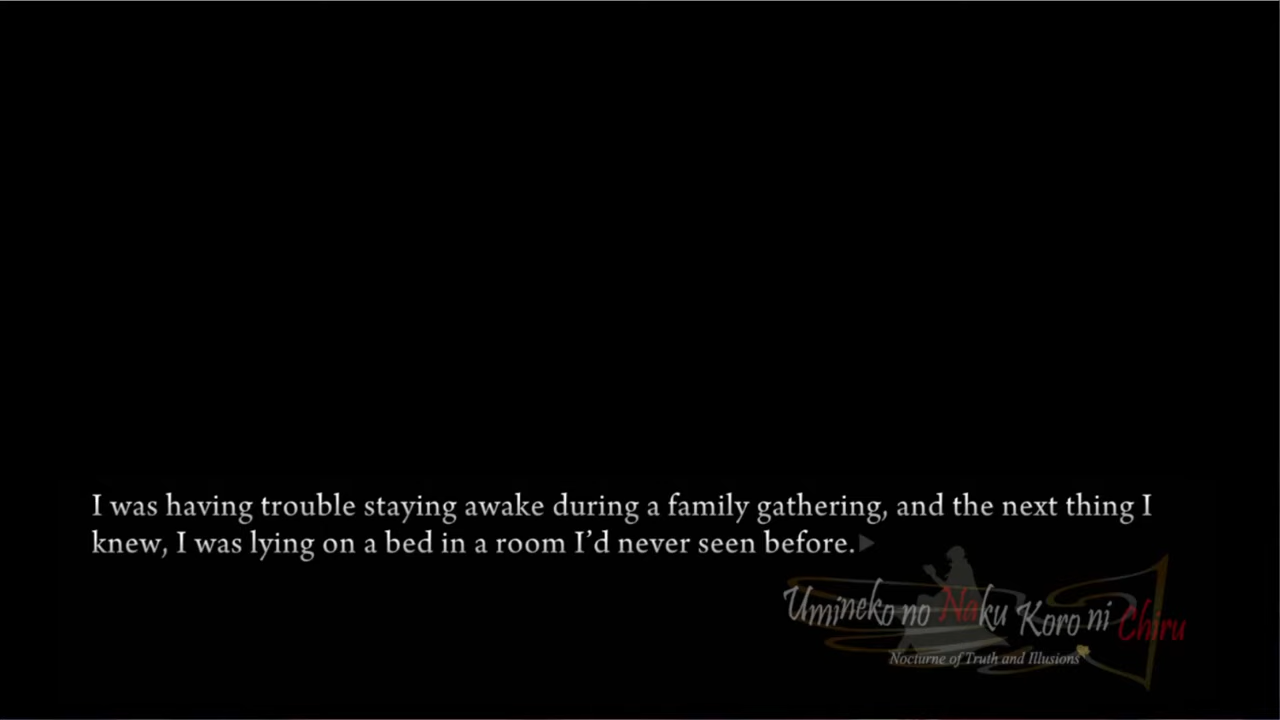 I was having trouble staying awake during a family gathering, and the next thing I
knew, I was lying on a bed in a room I’d never seen before.
Umineko no Naku Koro ni Chiru
Nocturne of Truth and Illusions